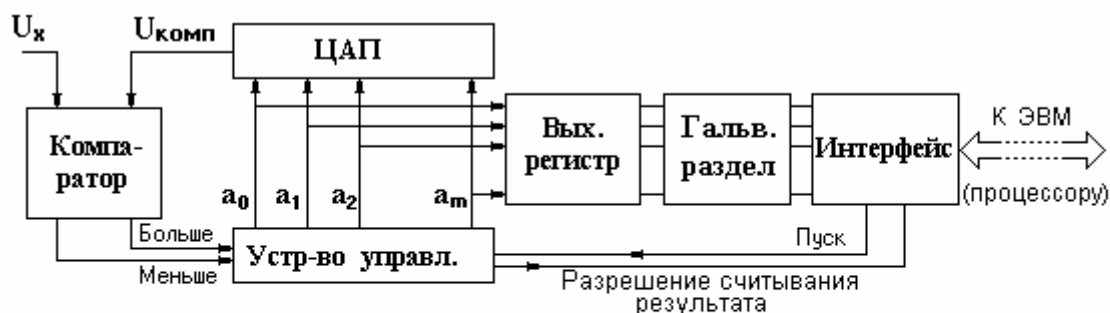 Uх
Uкомп
ЦАП
Компа-
ратор
Вых.
регистр
Гальв.
раздел
Интерфейс
К ЭВМ
(процессору)
a0
a1
a2
am
Больше
Меньше
Устр-во управл.
Пуск
Разрешение считывания
результата